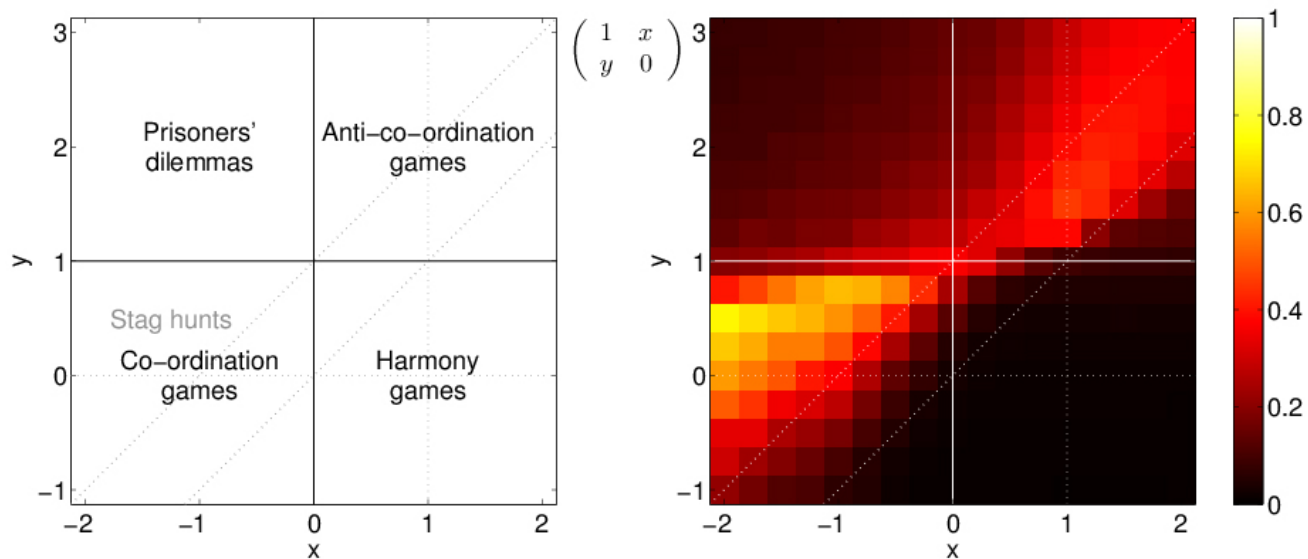 3
2
1
0
−1
y
Prisoners’
dilemmas
Anti−co−ordination
games
Stag hunts
Co−ordination
games
Harmony
games
−2
−1
0
1
2
x
1 x
y 0
3
2
1
0
−1
y
−2
−1
0
1
2
x
1
0.8
0.6
0.4
0.2
0